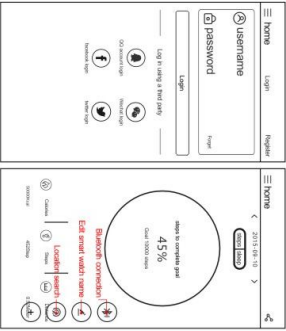 home
Login
Register
username
password
Forget
Login
Log in using a third party
QQ account login
Wechat login
facebook login
twitter login
home
2015-09-10
steps
sleep
steps to complete goal
45%
Goal 10000 steps
Bluetooth connection
Edit smart watch name
Location search
Calories
Steps